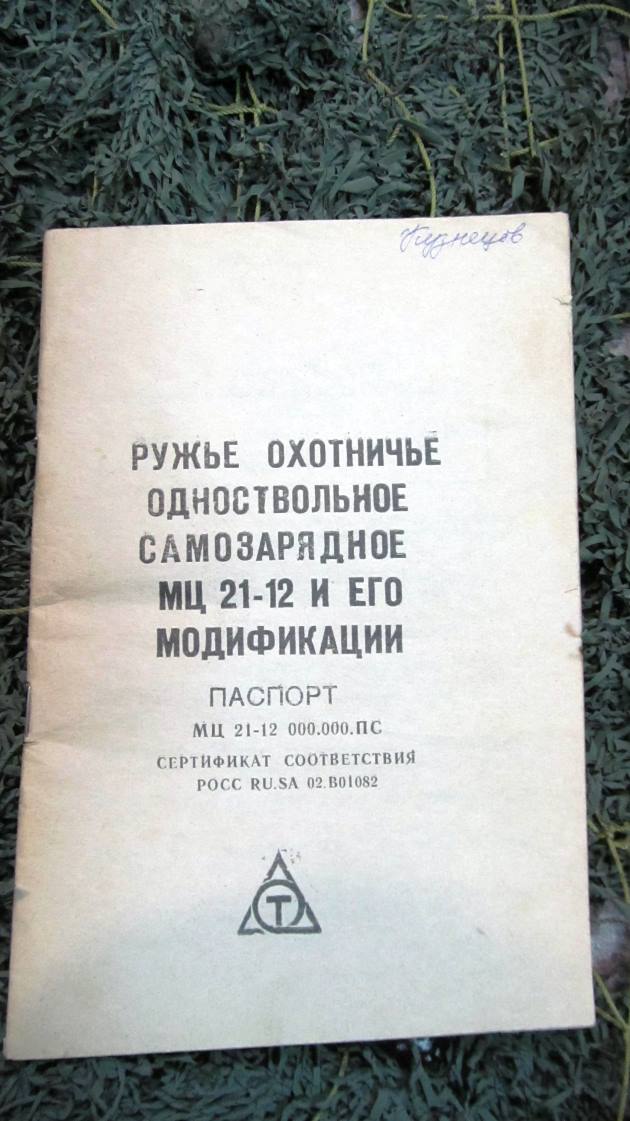 Кузнецов
РУЖЬЕ ОХОТНИЧЬЕ
ОДНОСТВОЛЬНОЕ
САМОЗАРЯДНОЕ
МЦ 21-12 И ЕГО
МОДИФИКАЦИИ
ПАСПОРТ
МЦ 21-12 000.000.ПС
СЕРТИФИКАТ СООТВЕТСТВИЯ
РОСС RU.SA 02.B01082
Т